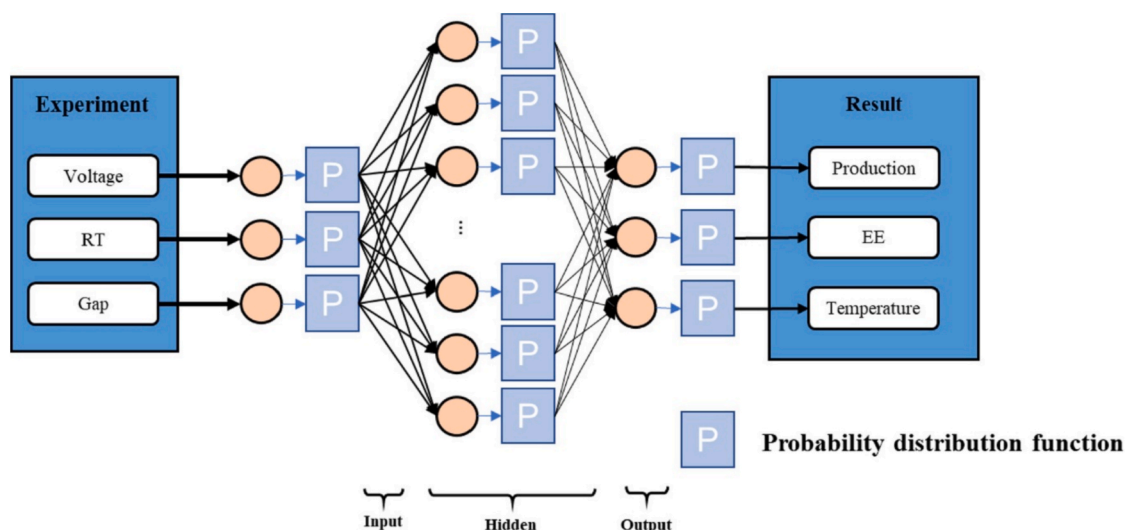 P
P
Experiment
Result
P
Voltage
P
P
P
Production
RT
P
...
P
EE
Gap
P
P
P
Temperature
P
P
P
Probability distribution function
Input
Hidden
Output